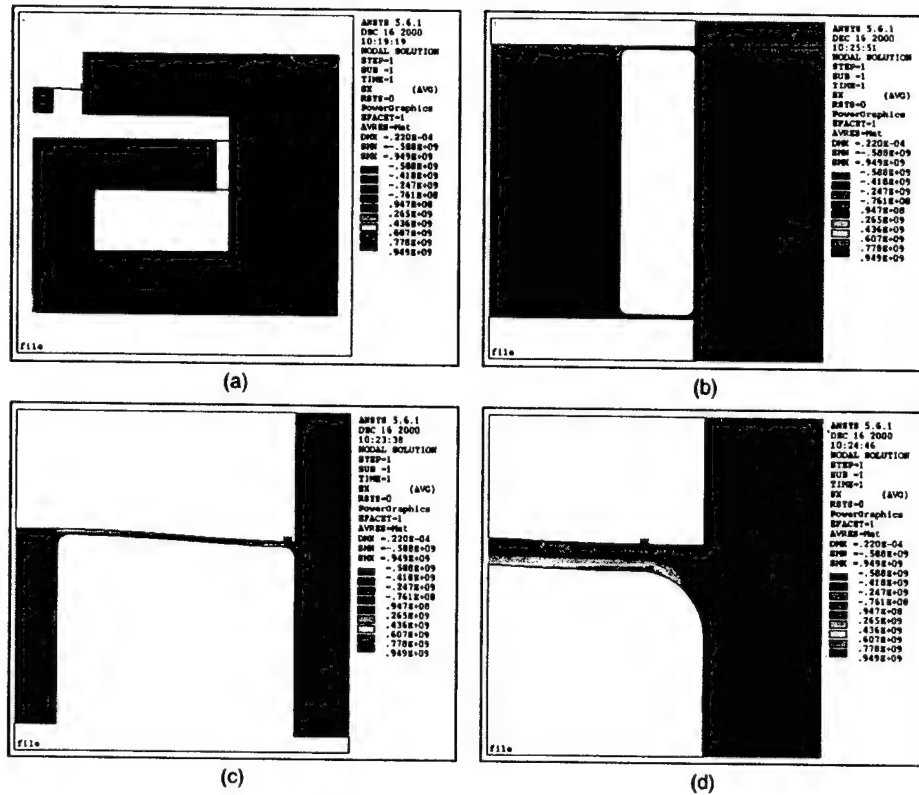 ANSYS 5.6.1
DEC 16 2000
10:19:19
NODAL SOLUTION
STEP=1
SUB =1
TIME=1
SX (AVG)
RSYS=0
PowerGraphics
EFACET=1
AVRES=Mat
DMX =.220E-04
SMN =-.588E+09
SMX =.949E+09
-.588E+09
-.418E+09
-.247E+09
-.761E+08
.947E+08
.265E+09
.436E+09
.607E+09
.778E+09
.949E+09
file
(a)
ANSYS 5.6.1
DEC 16 2000
10:25:51
NODAL SOLUTION
STEP=1
SUB =1
TIME=1
SX (AVG)
RSYS=0
PowerGraphics
EFACET=1
AVRES=Mat
DMX =.220E-04
SMN =-.588E+09
SMX =.949E+09
-.588E+09
-.418E+09
-.247E+09
-.761E+08
.947E+08
.265E+09
.436E+09
.607E+09
.778E+09
.949E+09
file
(b)
ANSYS 5.6.1
DEC 16 2000
10:23:38
NODAL SOLUTION
STEP=1
SUB =1
TIME=1
SX (AVG)
RSYS=0
PowerGraphics
EFACET=1
AVRES=Mat
DMX =.220E-04
SMN =-.588E+09
SMX =.949E+09
-.588E+09
-.418E+09
-.247E+09
-.761E+08
.947E+08
.265E+09
.436E+09
.607E+09
.778E+09
.949E+09
file
(c)
ANSYS 5.6.1
DEC 16 2000
10:24:46
NODAL SOLUTION
STEP=1
SUB =1
TIME=1
SX (AVG)
RSYS=0
PowerGraphics
EFACET=1
AVRES=Mat
DMX =.220E-04
SMN =-.588E+09
SMX =.949E+09
-.588E+09
-.418E+09
-.247E+09
-.761E+08
.947E+08
.265E+09
.436E+09
.607E+09
.778E+09
.949E+09
file
(d)